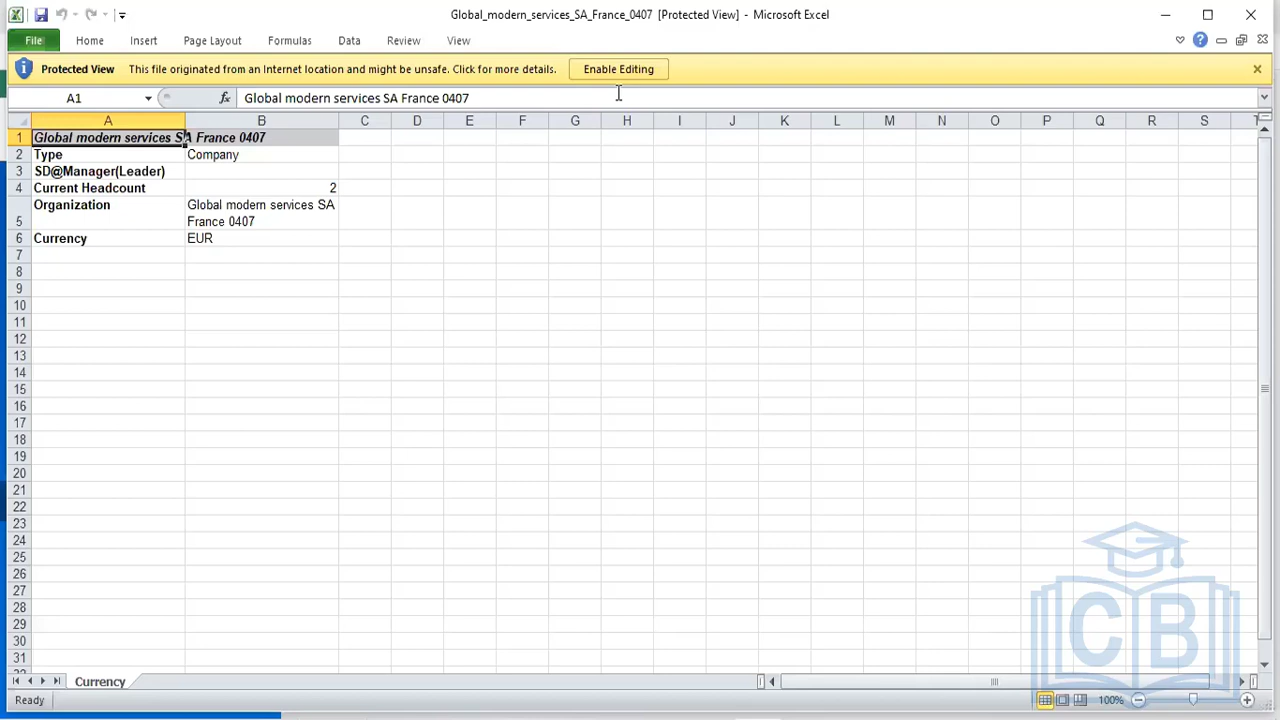 Global_modern_services_SA_France_0407  [Protected View]  -  Microsoft Excel
File Home Insert Page Layout Formulas Data Review View
Protected View This file originated from an Internet location and might be unsafe. Click for more details. Enable Editing
A1 fx Global modern services SA France 0407
A B C D E F G H I J K L M N O P Q R S T
1 Global modern services SA France 0407
2 Type Company
3 SD@Manager(Leader)
4 Current Headcount 2
Organization Global modern services SA
5 France 0407
6 Currency EUR
7
8
9
10
11
12
13
14
15
16
17
18
19
20
21
22
23
24
25
26
27
28
29
30
31
Currency
Ready 100%
CB